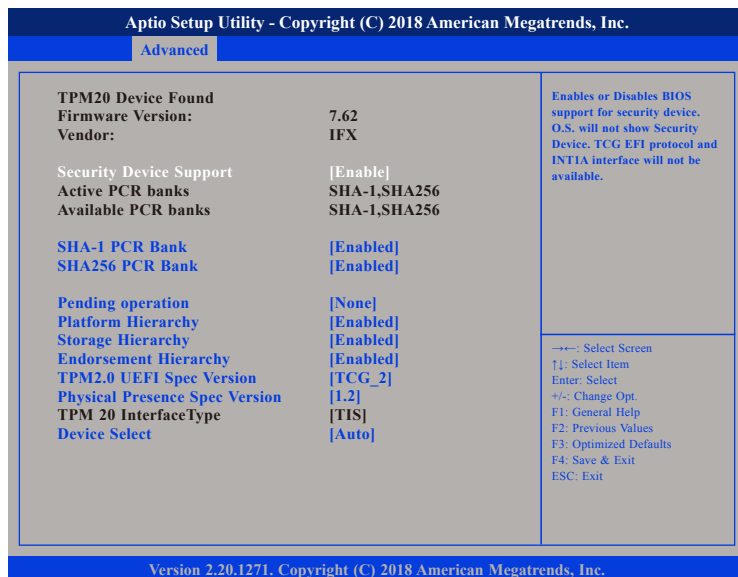 Aptio Setup Utility - Copyright (C) 2018 American Megatrends, Inc.
Advanced
TPM20 Device Found
Firmware Version: 7.62
Vendor: IFX
Security Device Support [Enable]
Active PCR banks SHA-1,SHA256
Available PCR banks SHA-1,SHA256
SHA-1 PCR Bank [Enabled]
SHA256 PCR Bank [Enabled]
Pending operation [None]
Platform Hierarchy [Enabled]
Storage Hierarchy [Enabled]
Endorsement Hierarchy [Enabled]
TPM2.0 UEFI Spec Version [TCG_2]
Physical Presence Spec Version [1.2]
TPM 20 InterfaceType [TIS]
Device Select [Auto]
Enables or Disables BIOS
support for security device.
O.S. will not show Security
Device. TCG EFI protocol and
INT1A interface will not be
available.
→←: Select Screen
↑↓: Select Item
Enter: Select
+/-: Change Opt.
F1: General Help
F2: Previous Values
F3: Optimized Defaults
F4: Save & Exit
ESC: Exit
Version 2.20.1271. Copyright (C) 2018 American Megatrends, Inc.